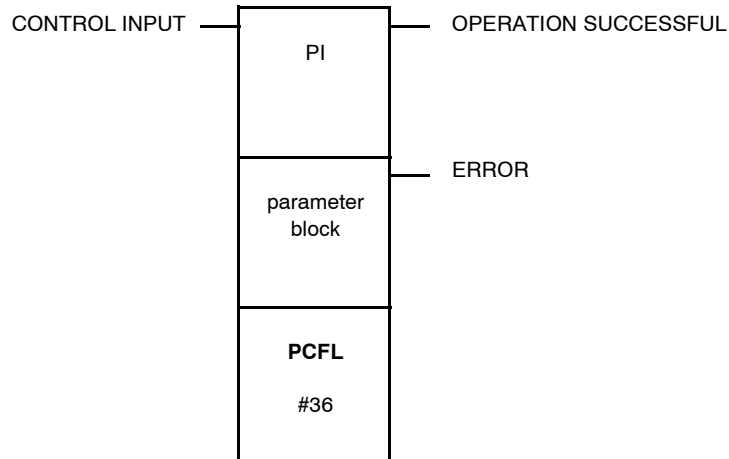 CONTROL INPUT
OPERATION SUCCESSFUL
PI
ERROR
parameter
block
PCFL
#36